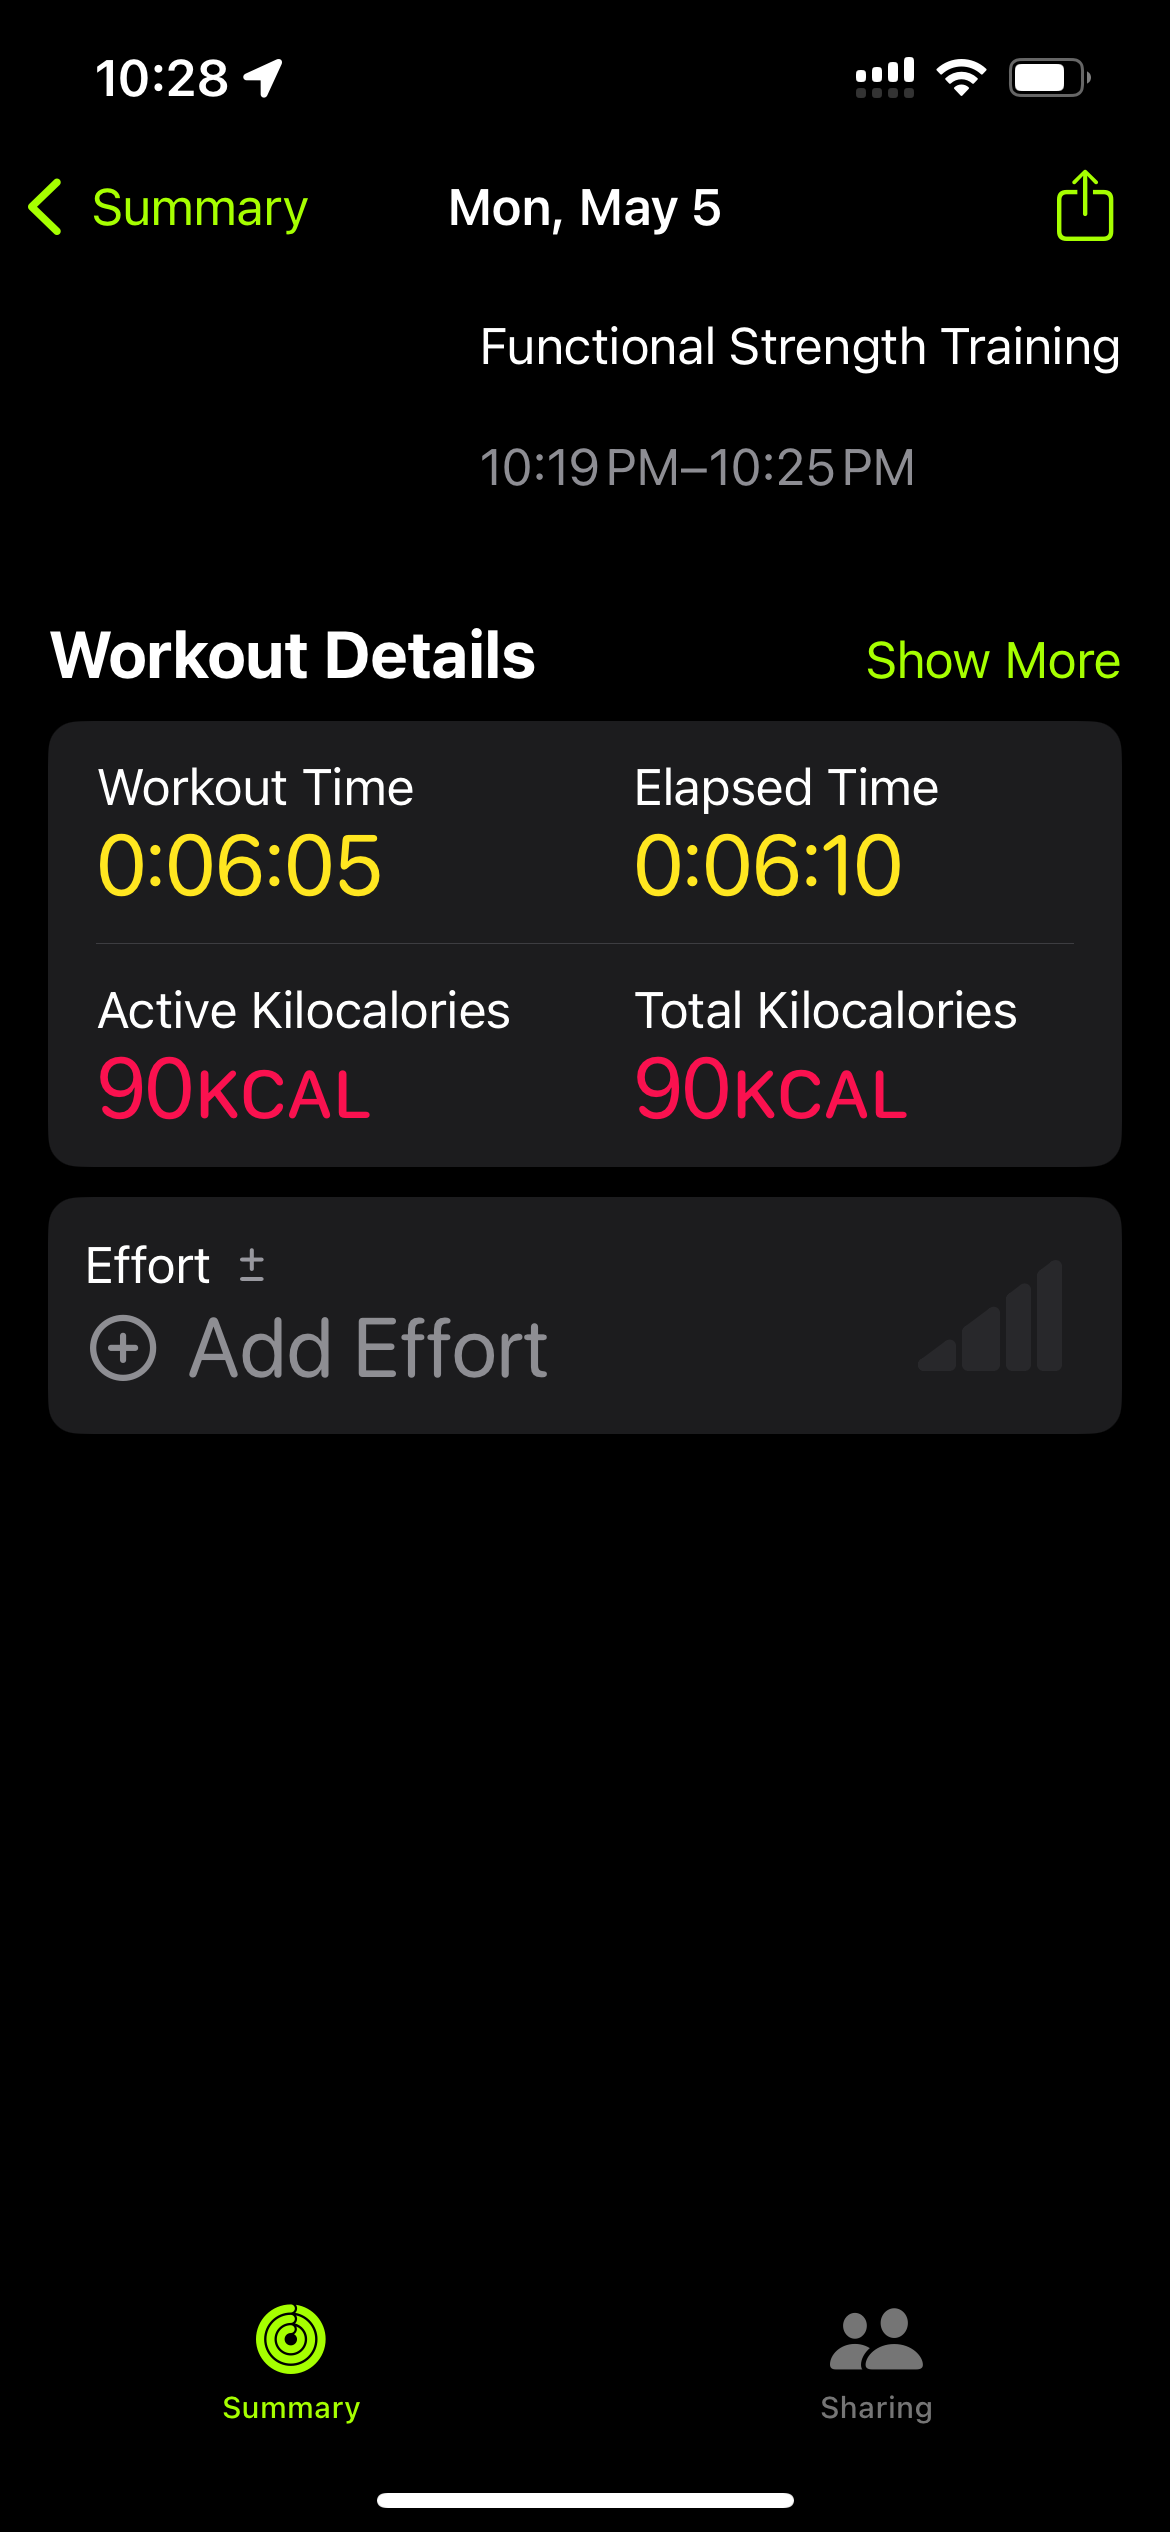 10:28
Summary
Mon, May 5
Functional Strength Training
10:19 PM–10:25 PM
Workout Details
Show More
Workout Time
Elapsed Time
0:06:05
0:06:10
Active Kilocalories
Total Kilocalories
90KCAL
90KCAL
Effort ±
Add Effort
Summary
Sharing